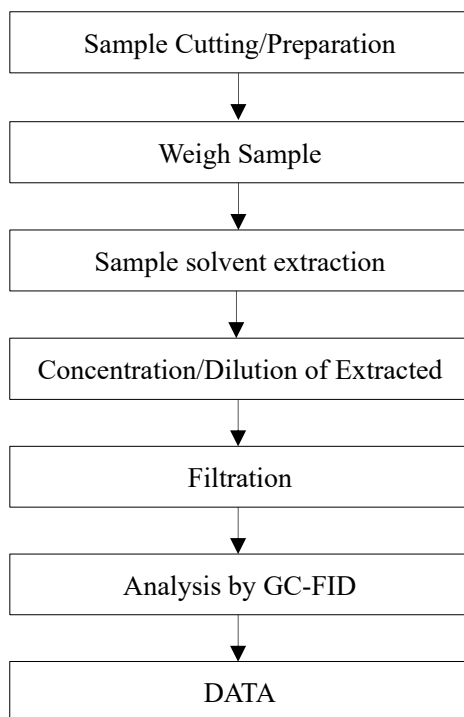 Sample Cutting/Preparation
Weigh Sample
Sample solvent extraction
Concentration/Dilution of Extracted
Filtration
Analysis by GC-FID
DATA